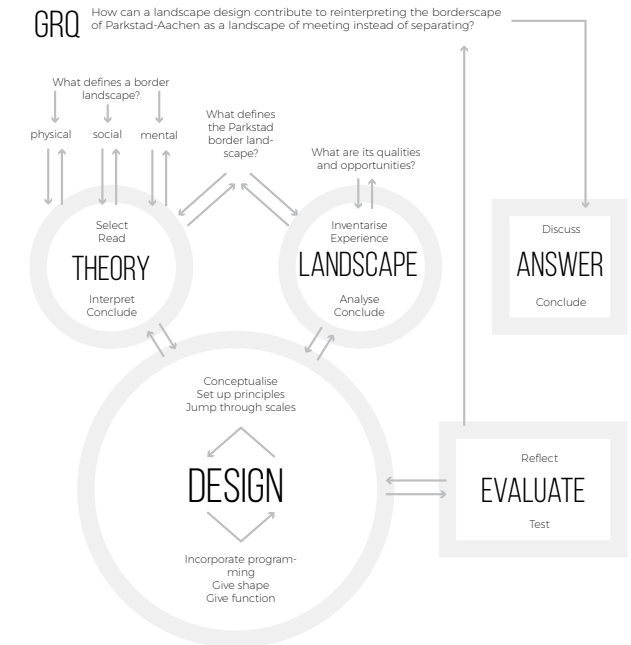 GRQ
How can a landscape design contribute to reinterpreting the borderscape
of Parkstad-Aachen as a landscape of meeting instead of separating?
What defines a border
landscape?
physical
social
mental
What defines
the Parkstad
border land-
scape?
What are its qualities
and opportunities?
Select
Read
THEORY
Interpret
Conclude
Inventarise
Experience
LANDSCAPE
Analyse
Conclude
Discuss
ANSWER
Conclude
Conceptualise
Set up principles
Jump through scales
DESIGN
Incorporate program-
ming
Give shape
Give function
Reflect
EVALUATE
Test